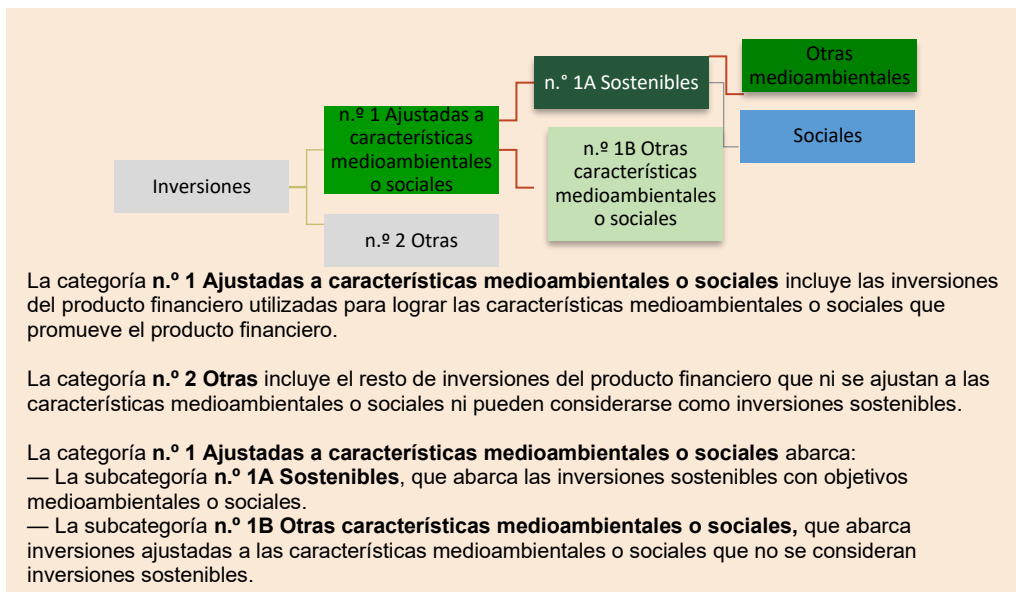 Inversiones
n.º 1 Ajustadas a
características
medioambientales
o sociales
n.º 2 Otras
n.° 1A Sostenibles
n.º 1B Otras
características
medioambientales
o sociales
Otras
medioambientales
Sociales
La categoría n.º 1 Ajustadas a características medioambientales o sociales incluye las inversiones
del producto financiero utilizadas para lograr las características medioambientales o sociales que
promueve el producto financiero.
La categoría n.º 2 Otras incluye el resto de inversiones del producto financiero que ni se ajustan a las
características medioambientales o sociales ni pueden considerarse como inversiones sostenibles.
La categoría n.º 1 Ajustadas a características medioambientales o sociales abarca:
— La subcategoría n.º 1A Sostenibles, que abarca las inversiones sostenibles con objetivos
medioambientales o sociales.
— La subcategoría n.º 1B Otras características medioambientales o sociales, que abarca
inversiones ajustadas a las características medioambientales o sociales que no se consideran
inversiones sostenibles.